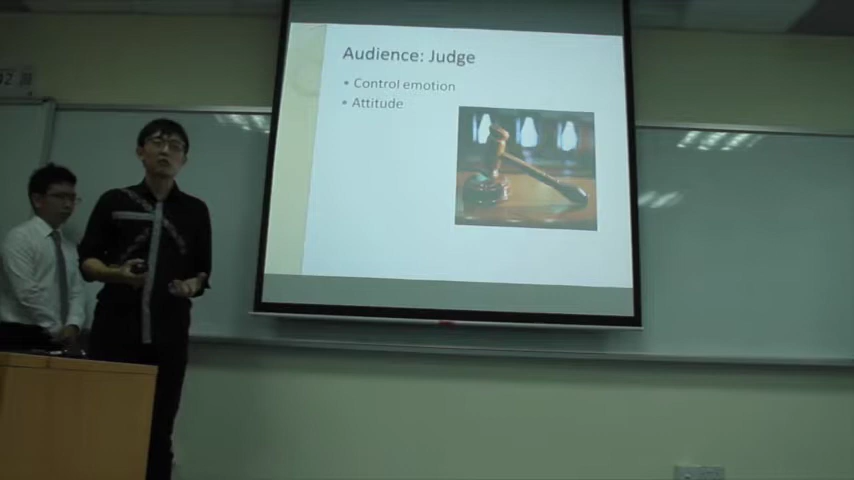 Audience: Judge
• Control emotion
• Attitude